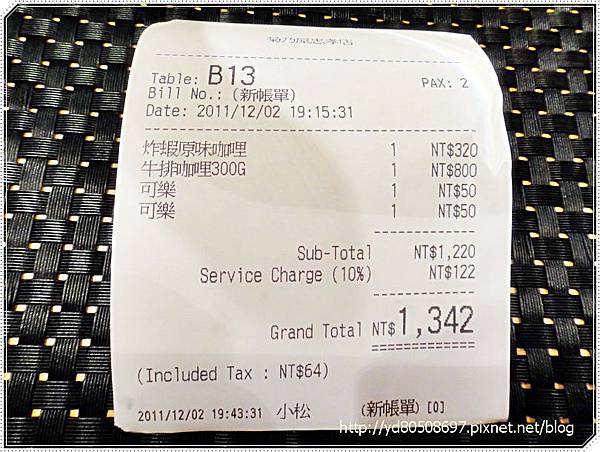 Table: B13 PAX: 2
Bill No.: (新帳單)
Date: 2011/12/02 19:15:31
炸蝦原味咖哩 1 NT$320
牛排咖哩300G 1 NT$800
可樂 1 NT$50
可樂 1 NT$50
Sub-Total NT$1,220
Service Charge (10%) NT$122
Grand Total NT$1,342
(Included Tax : NT$64)
2011/12/02 19:43:31 小松 (新帳單)[0]
http://yd80508697.pixnet.net/blog